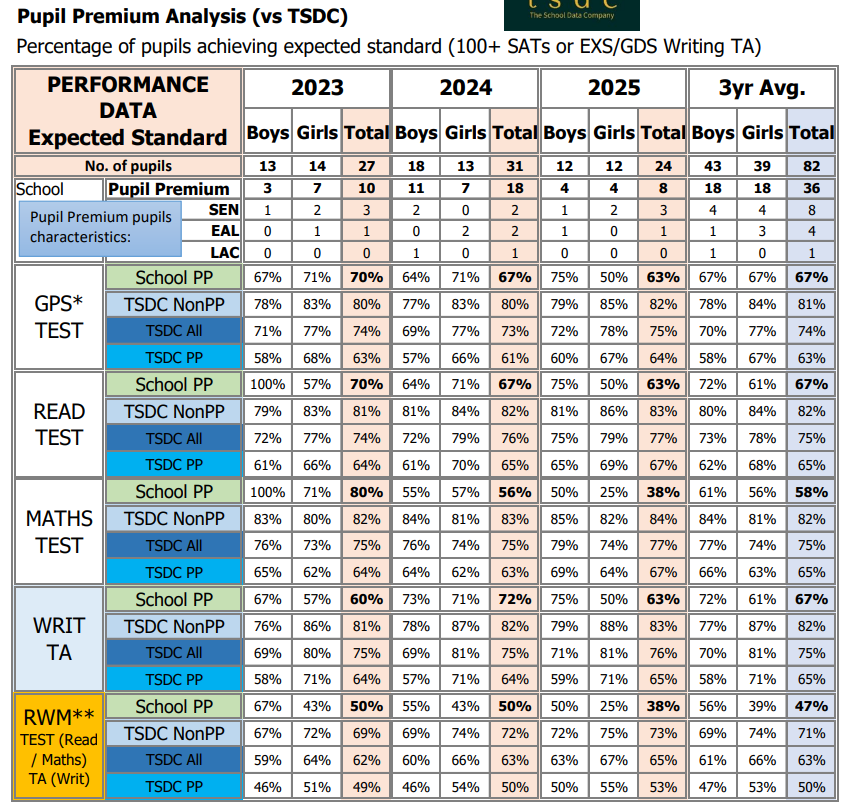 Pupil Premium Analysis (vs TSDC)
The School Data Company
Percentage of pupils achieving expected standard (100+ SATs or EXS/GDS Writing TA)
PERFORMANCE DATA Expected Standard 2023 2024 2025 3yr Avg.
Boys Girls Total Boys Girls Total Boys Girls Total Boys Girls Total
No. of pupils 13 14 27 18 13 31 12 12 24 43 39 82
School Pupil Premium 3 7 10 11 7 18 4 4 8 18 18 36
Pupil Premium pupils characteristics:
SEN 1 2 3 2 0 2 1 2 3 4 4 8
EAL 0 1 1 0 2 2 1 0 1 1 3 4
LAC 0 0 0 1 0 1 0 0 0 1 0 1
GPS* TEST
School PP 67% 71% 70% 64% 71% 67% 75% 50% 63% 67% 67% 67%
TSDC NonPP 78% 83% 80% 77% 83% 80% 79% 85% 82% 78% 84% 81%
TSDC All 71% 77% 74% 69% 77% 73% 72% 78% 75% 70% 77% 74%
TSDC PP 58% 68% 63% 57% 66% 61% 60% 67% 64% 58% 67% 63%
READ TEST
School PP 100% 57% 70% 64% 71% 67% 75% 50% 63% 72% 61% 67%
TSDC NonPP 79% 83% 81% 81% 84% 82% 81% 86% 83% 80% 84% 82%
TSDC All 72% 77% 74% 72% 79% 76% 75% 79% 77% 73% 78% 75%
TSDC PP 61% 66% 64% 61% 70% 65% 65% 69% 67% 62% 68% 65%
MATHS TEST
School PP 100% 71% 80% 55% 57% 56% 50% 25% 38% 61% 56% 58%
TSDC NonPP 83% 80% 82% 84% 81% 83% 85% 82% 84% 84% 81% 82%
TSDC All 76% 73% 75% 76% 74% 75% 79% 74% 77% 77% 74% 75%
TSDC PP 65% 62% 64% 64% 62% 63% 69% 64% 67% 66% 63% 65%
WRIT TA
School PP 67% 57% 60% 73% 71% 72% 75% 50% 63% 72% 61% 67%
TSDC NonPP 76% 86% 81% 78% 87% 82% 79% 88% 83% 77% 87% 82%
TSDC All 69% 80% 75% 69% 81% 75% 71% 81% 76% 70% 81% 75%
TSDC PP 58% 71% 64% 57% 71% 64% 59% 71% 65% 58% 71% 65%
RWM** TEST (Read / Maths) TA (Writ)
School PP 67% 43% 50% 55% 43% 50% 50% 25% 38% 56% 39% 47%
TSDC NonPP 67% 72% 69% 69% 74% 72% 72% 75% 73% 69% 74% 71%
TSDC All 59% 64% 62% 60% 66% 63% 63% 67% 65% 61% 66% 63%
TSDC PP 46% 51% 49% 46% 54% 50% 50% 55% 53% 47% 53% 50%